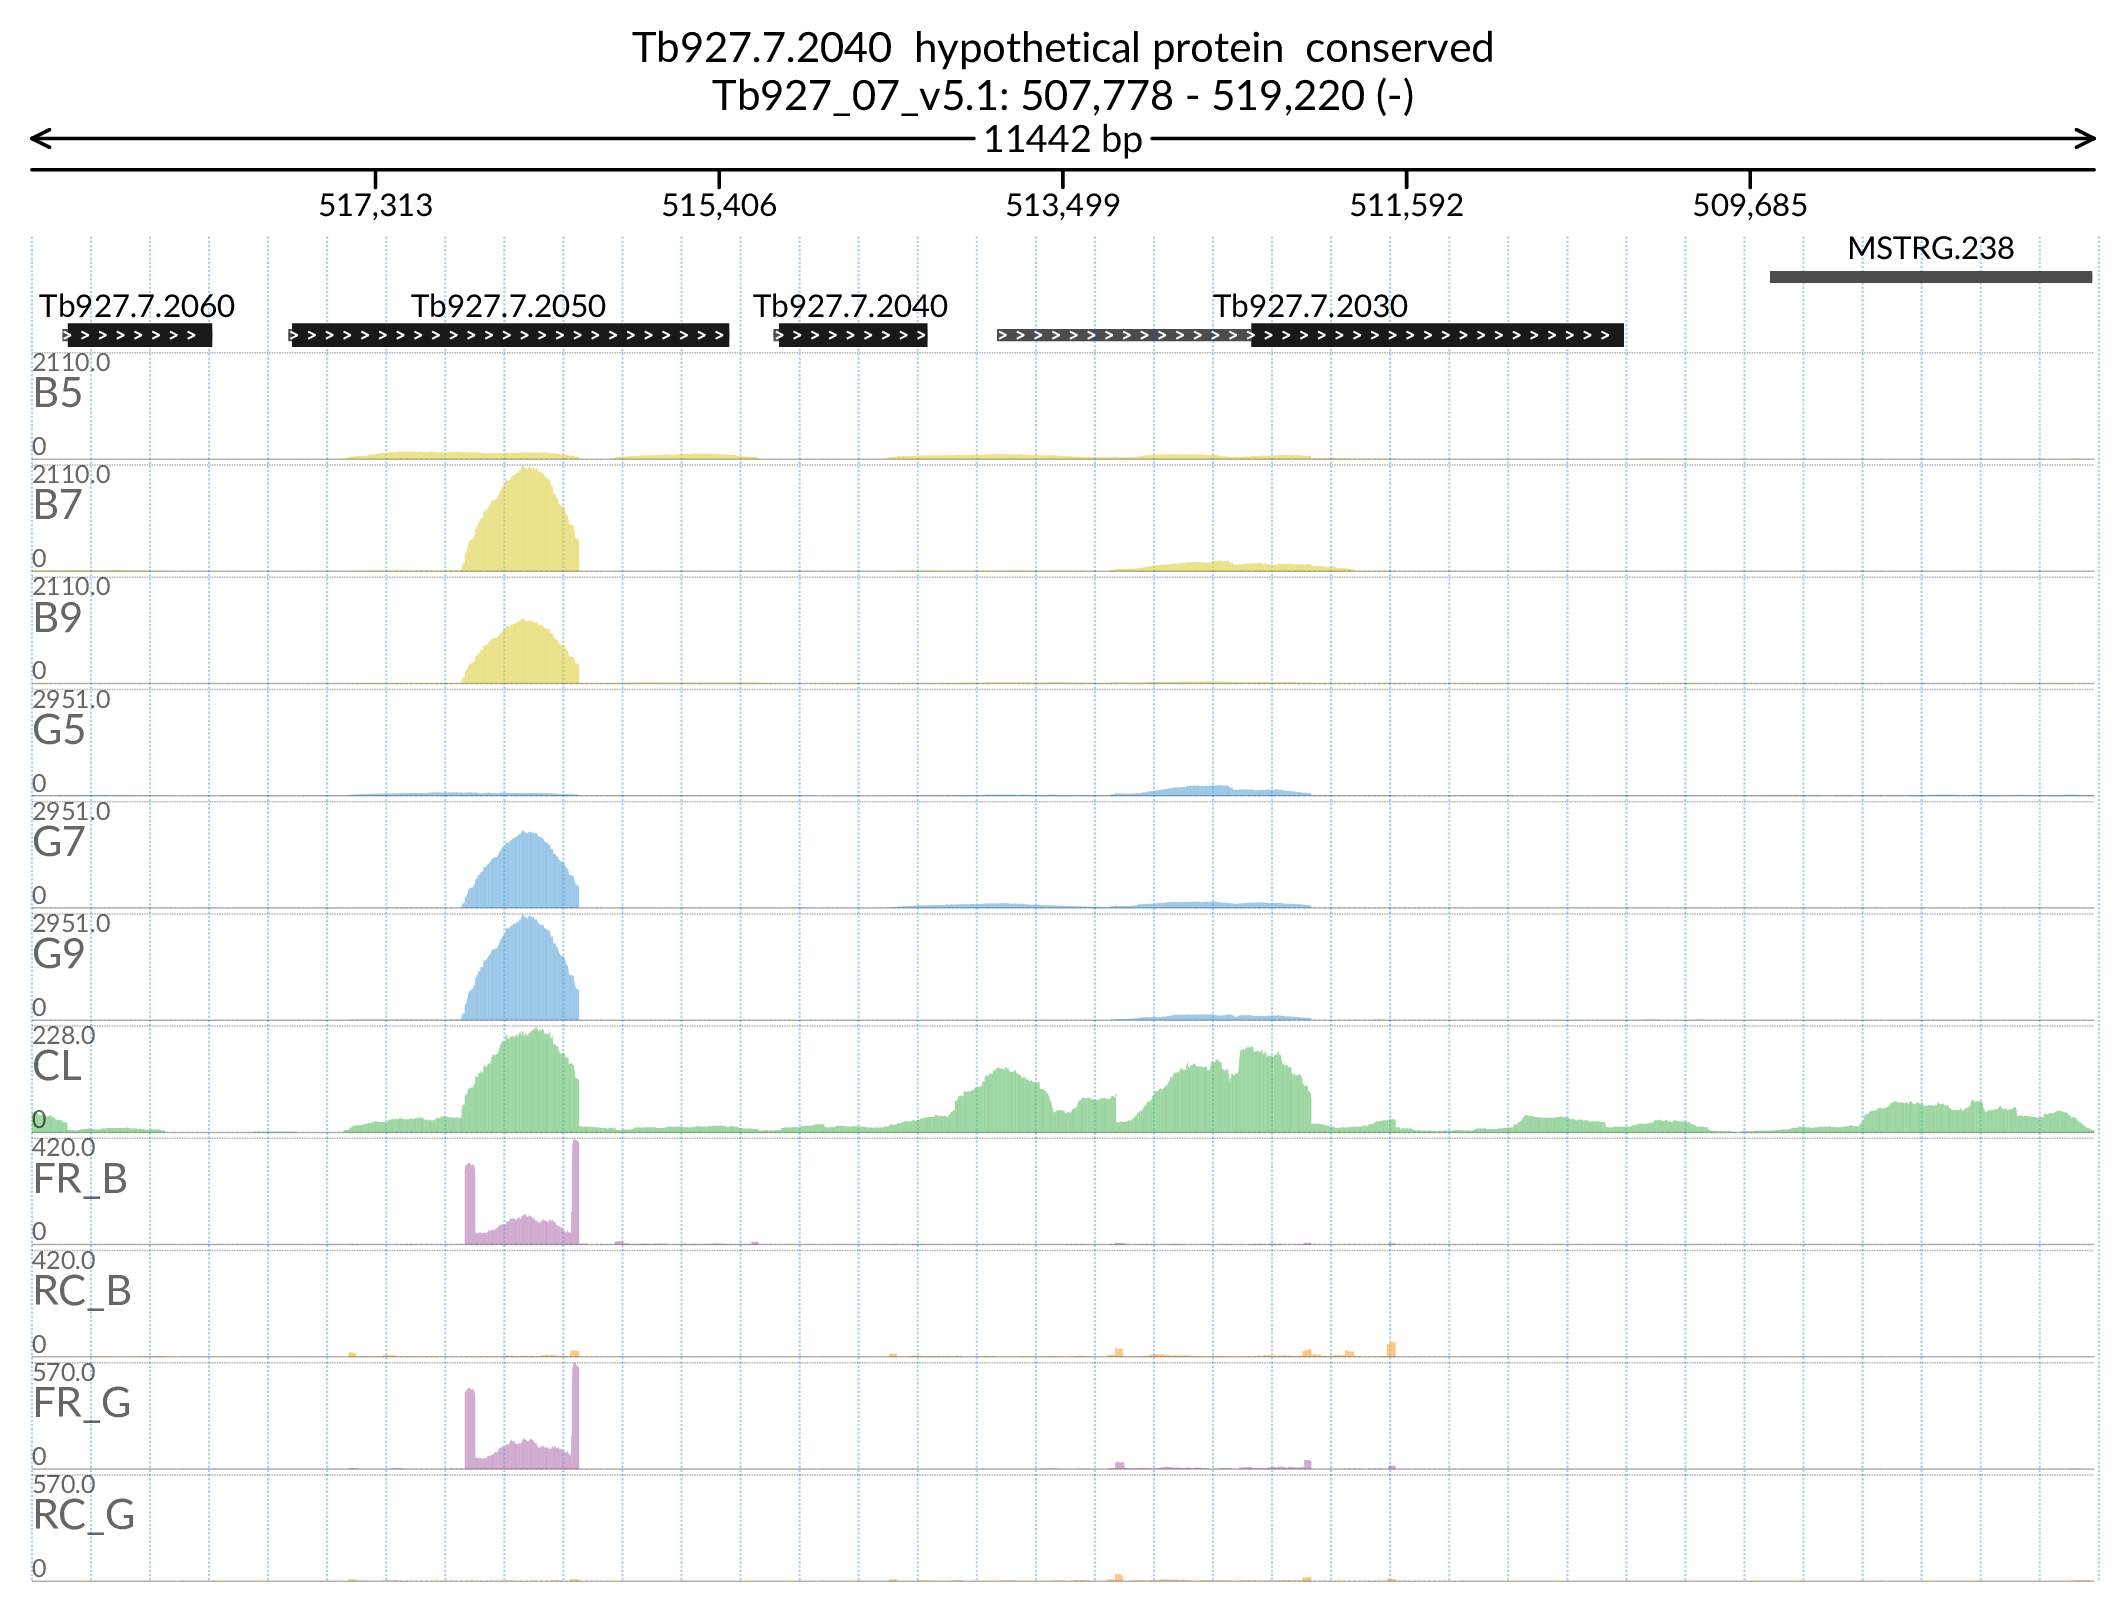 Tb927.7.2040  hypothetical protein  conserved
Tb927_07_v5.1: 507,778 - 519,220 (-)
11442 bp
517,313 515,406 513,499 511,592 509,685
MSTRG.238
Tb927.7.2060 Tb927.7.2050 Tb927.7.2040 Tb927.7.2030
2110.0
B5
0
2110.0
B7
0
2110.0
B9
0
2951.0
G5
0
2951.0
G7
0
2951.0
G9
0
228.0
CL
0
420.0
FR_B
0
420.0
RC_B
0
570.0
FR_G
0
570.0
RC_G
0